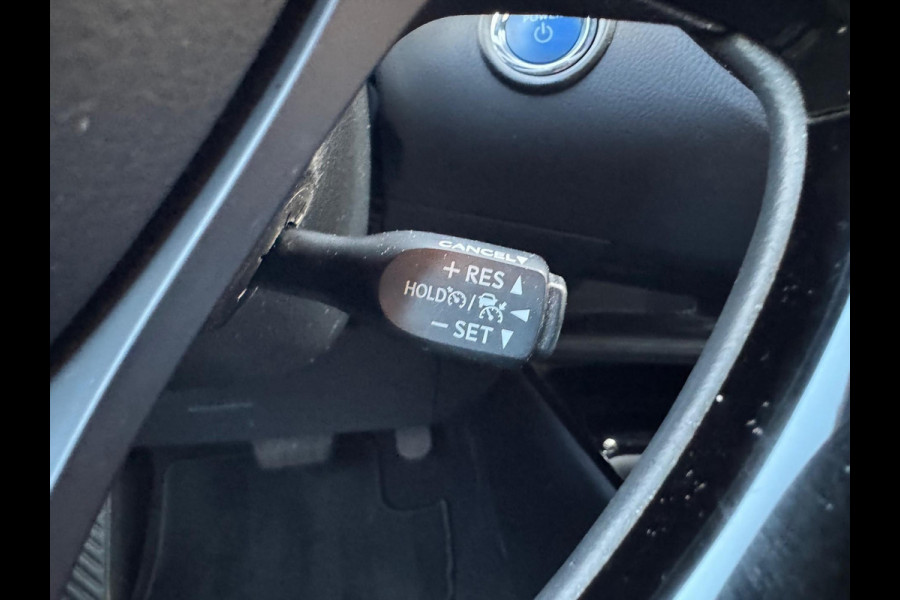 POWER
CANCEL▼
+ RES ▲
HOLD / ◀
− SET ▼